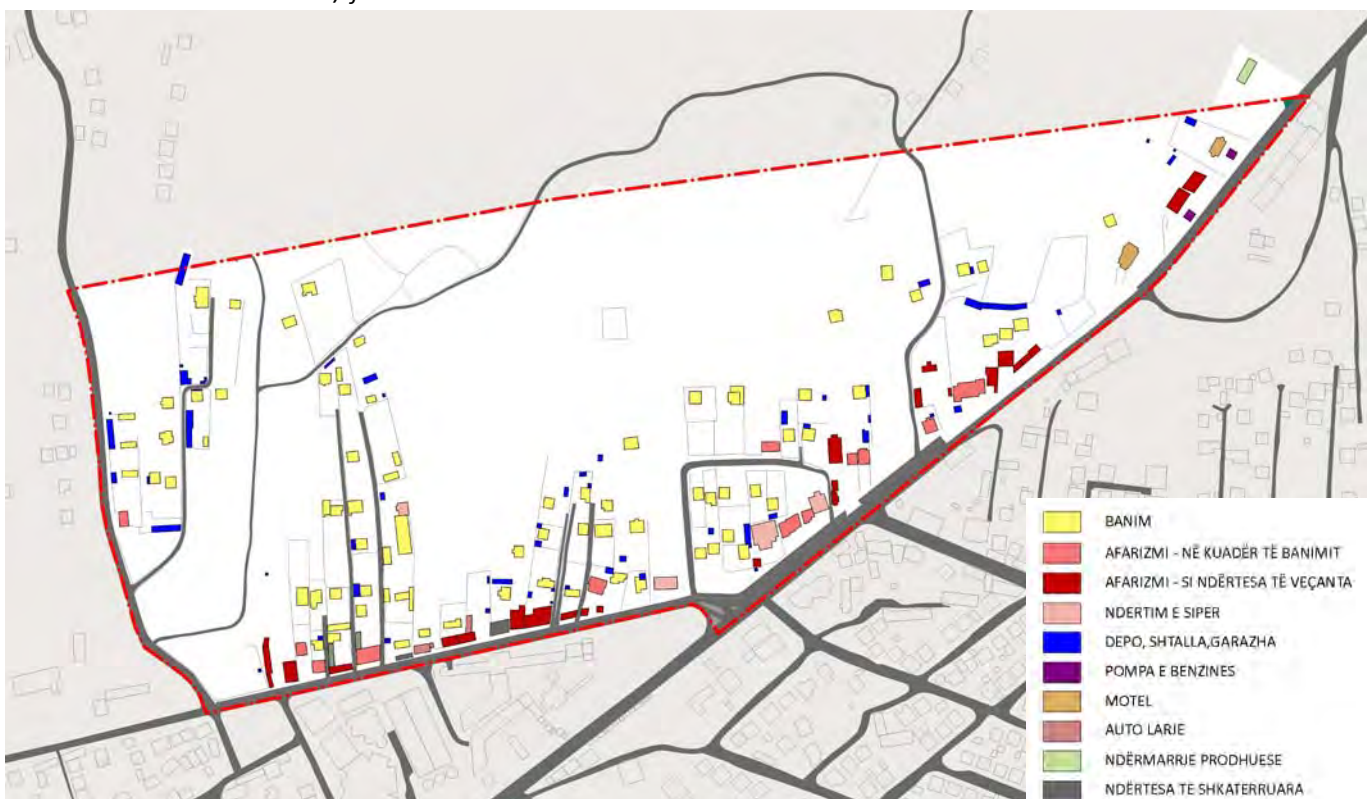 BANIM
AFARIZMI - NË KUADËR TË BANIMIT
AFARIZMI - SI NDËRTESA TË VEÇANTA
NDERTIM E SIPER
DEPO, SHTALLA,GARAZHA
POMPA E BENZINES
MOTEL
AUTO LARJE
NDËRMARRJE PRODHUESE
NDËRTESA TE SHKATERRUARA